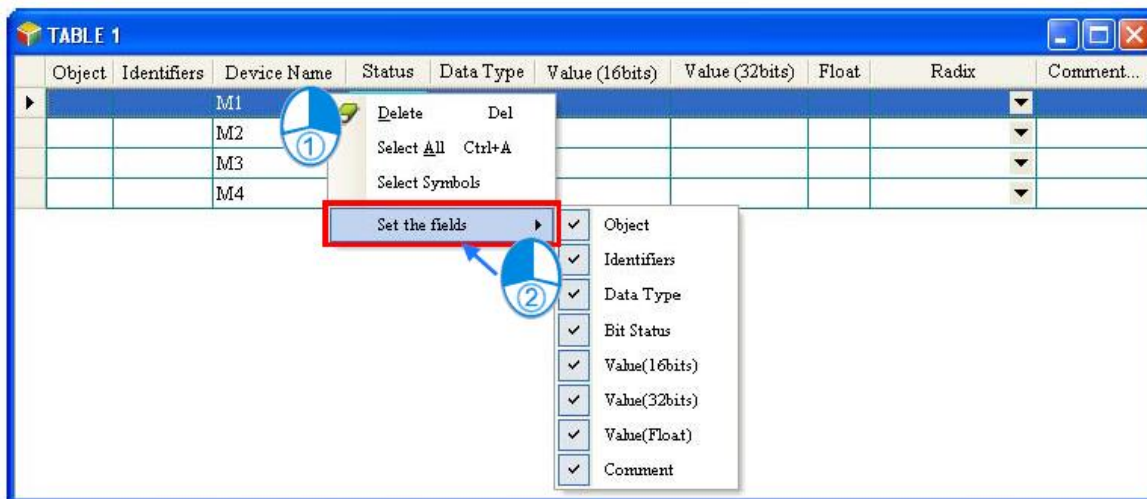 TABLE 1
Object Identifiers Device Name Status Data Type Value (16bits) Value (32bits) Float Radix Comment...
M1
Delete Del
M2
①
Select All Ctrl+A
M3
Select Symbols
M4
Set the fields
Object
Identifiers
②
Data Type
Bit Status
Value(16bits)
Value(32bits)
Value(Float)
Comment